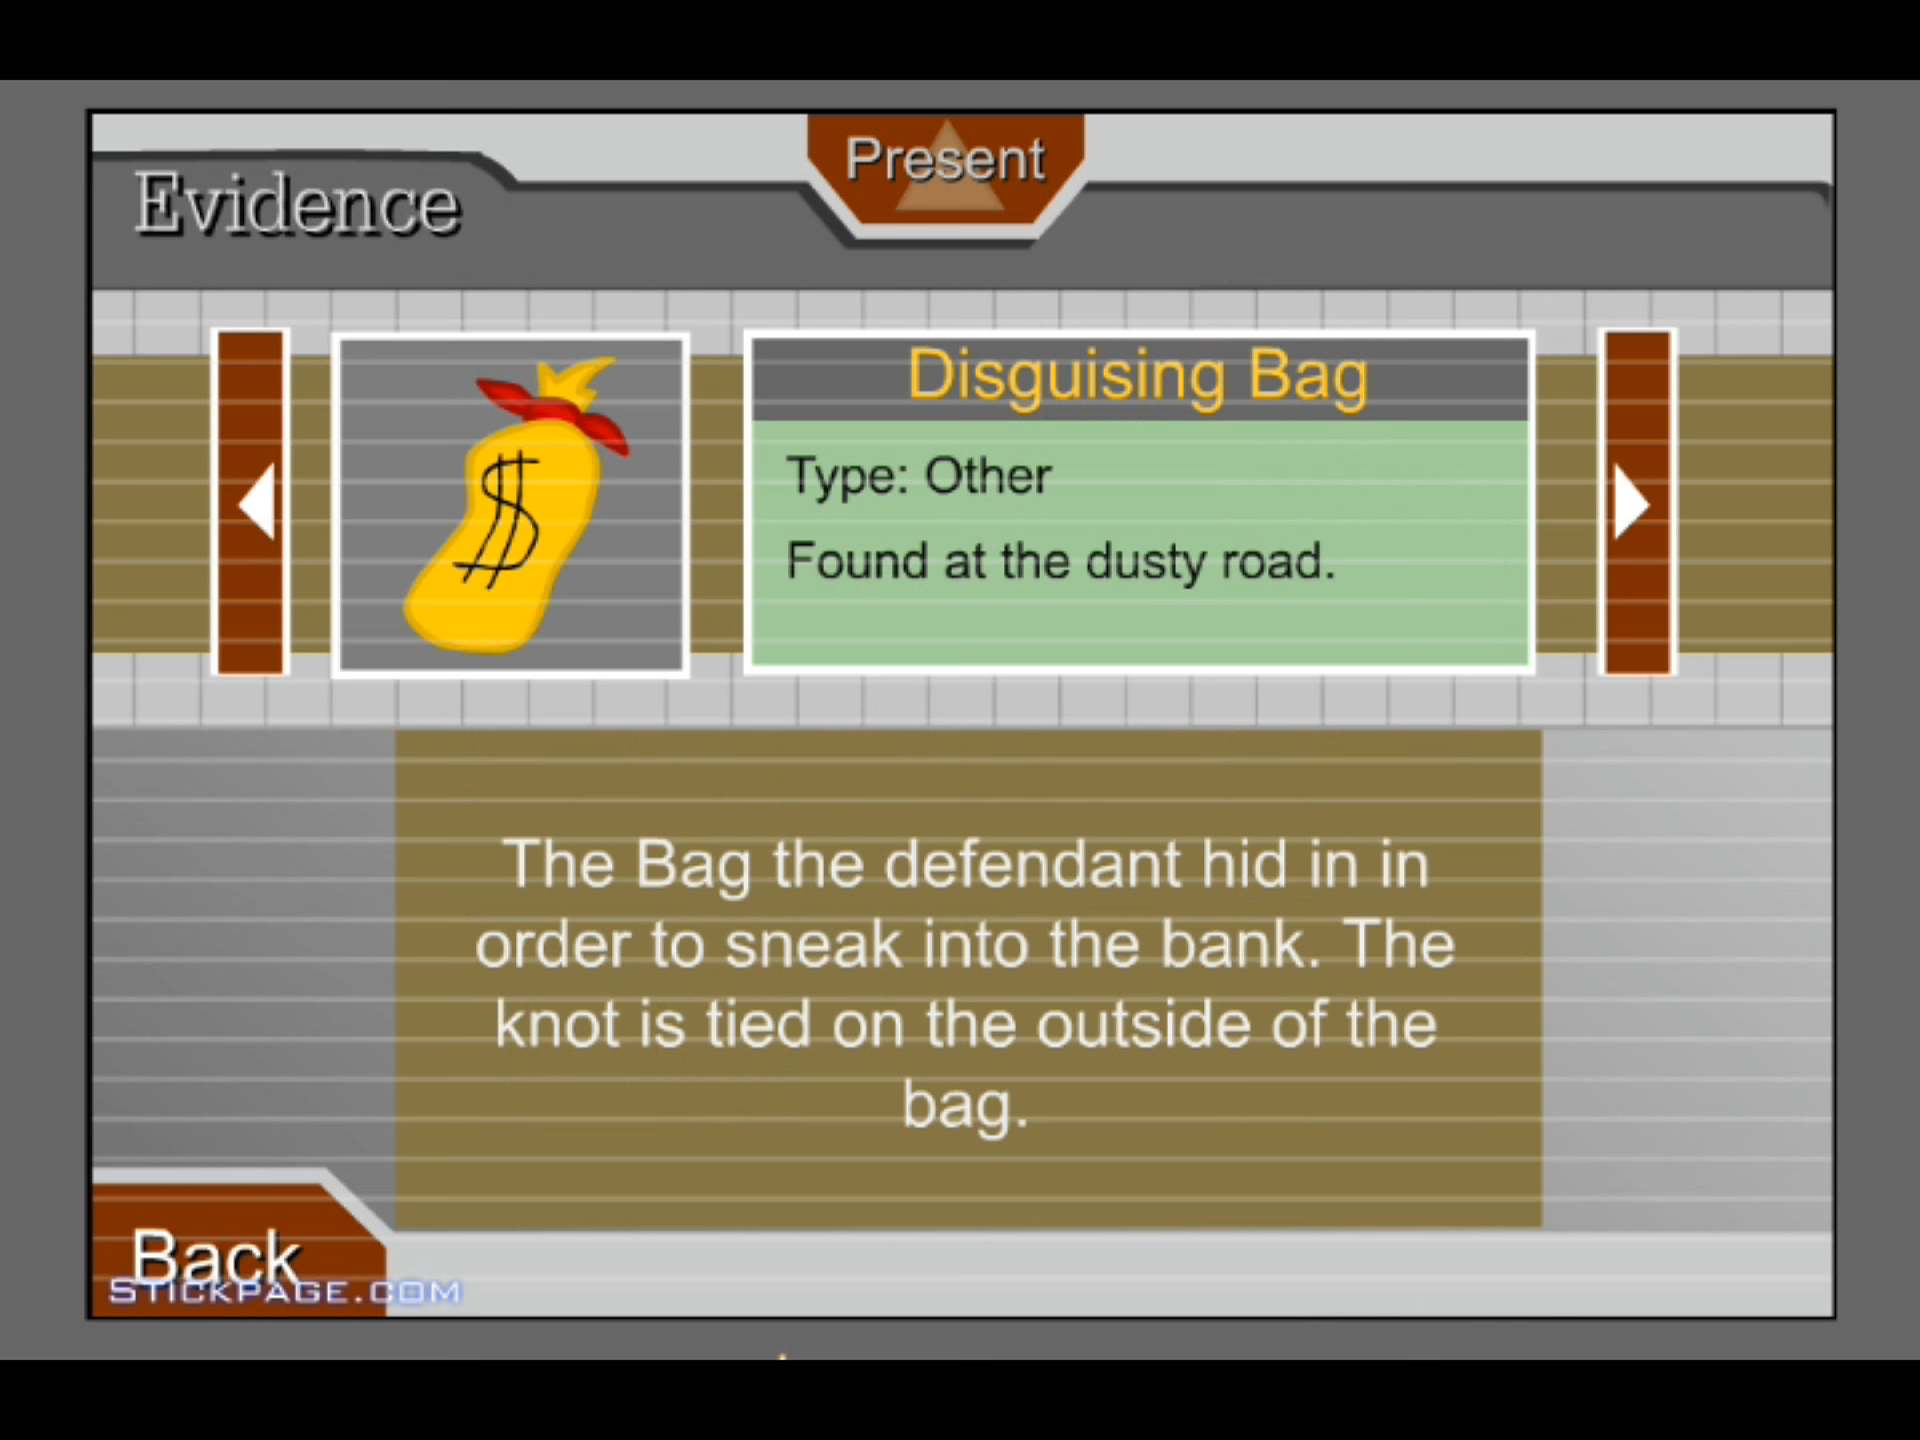 Present
Evidence
Disguising Bag
Type: Other
Found at the dusty road.
$
The Bag the defendant hid in in
order to sneak into the bank. The
knot is tied on the outside of the
bag.
Back
STICKPAGE.COM